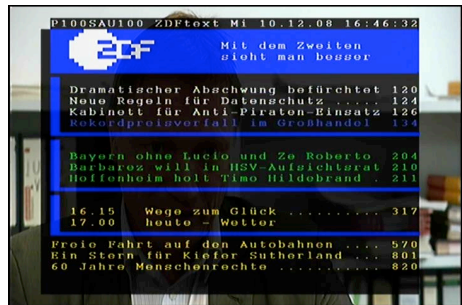 P100SAU100 ZDFtext Mi 10.12.08 16:46:32
ZDF
Mit dem Zweiten
sieht man besser
Dramatischer Abschwung befürchtet 120
Neue Regeln für Datenschutz ..... 124
Kabinett für Anti-Piraten-Einsatz 126
Rekordpreisverfall im Großhandel 134
Bayern ohne Lucio und Ze Roberto 204
Barbarez will in HSV-Aufsichtsrat 210
Hoffenheim holt Timo Hildebrand . 211
16.15 Wege zum Glück .......... 317
17.00 heute - Wetter
Freie Fahrt auf den Autobahnen .... 570
Ein Stern für Kiefer Sutherland ... 801
60 Jahre Menschenrechte ........... 820